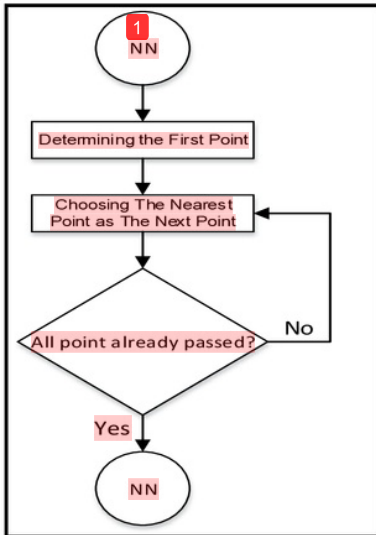 1
NN
Determining the First Point
Choosing The Nearest
Point as The Next Point
All point already passed?
No
Yes
NN